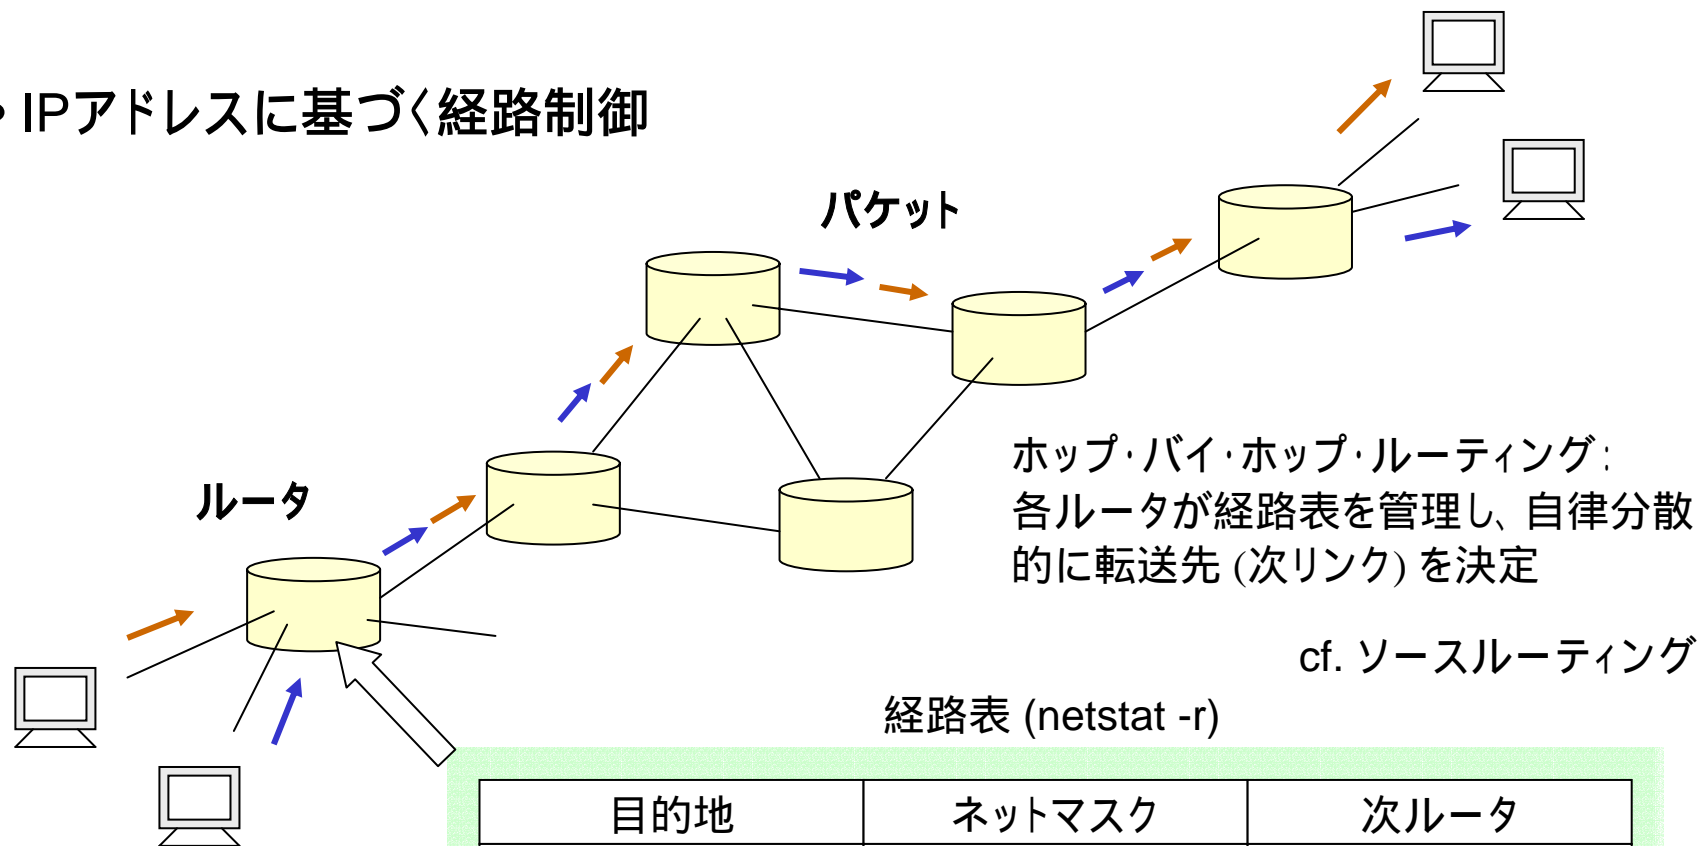 ・IPアドレスに基づく経路制御
パケット
ルータ
ホップ・バイ・ホップ・ルーティング:
各ルータが経路表を管理し、自律分散
的に転送先 (次リンク) を決定
cf. ソースルーティング
経路表 (netstat -r)
目的地 ネットマスク 次ルータ